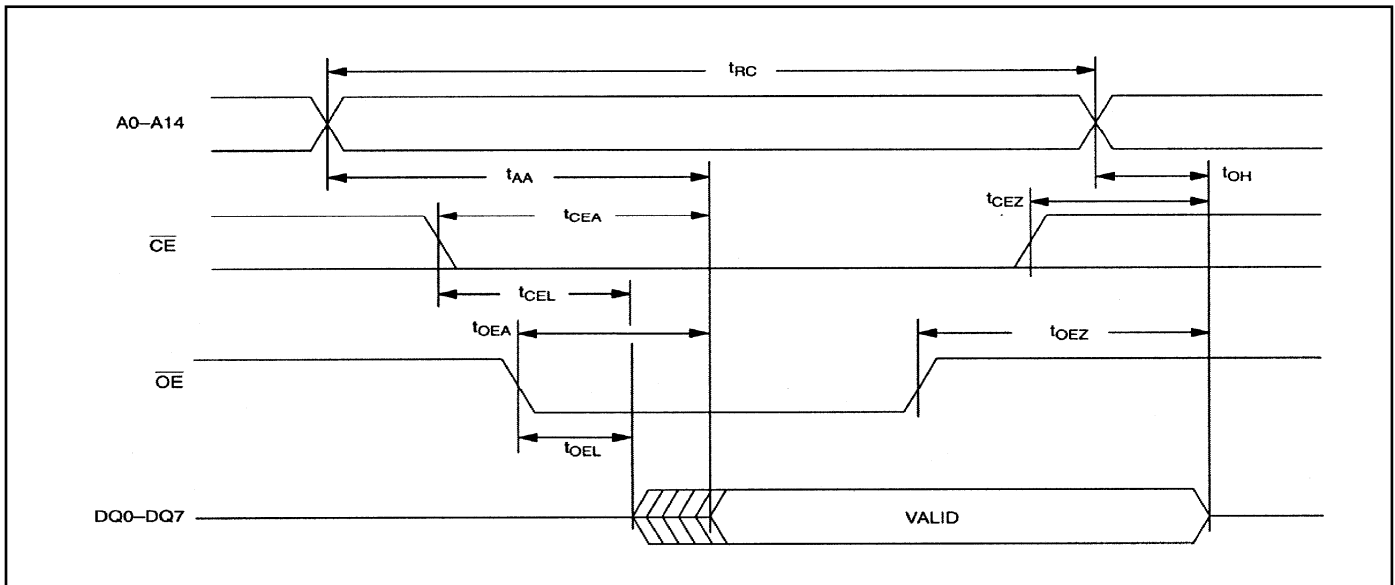 tRC
A0–A14
tAA
tOH
tCEZ
tCEA
CE
tCEL
tOEA
tOEZ
OE
tOEL
DQ0–DQ7
VALID